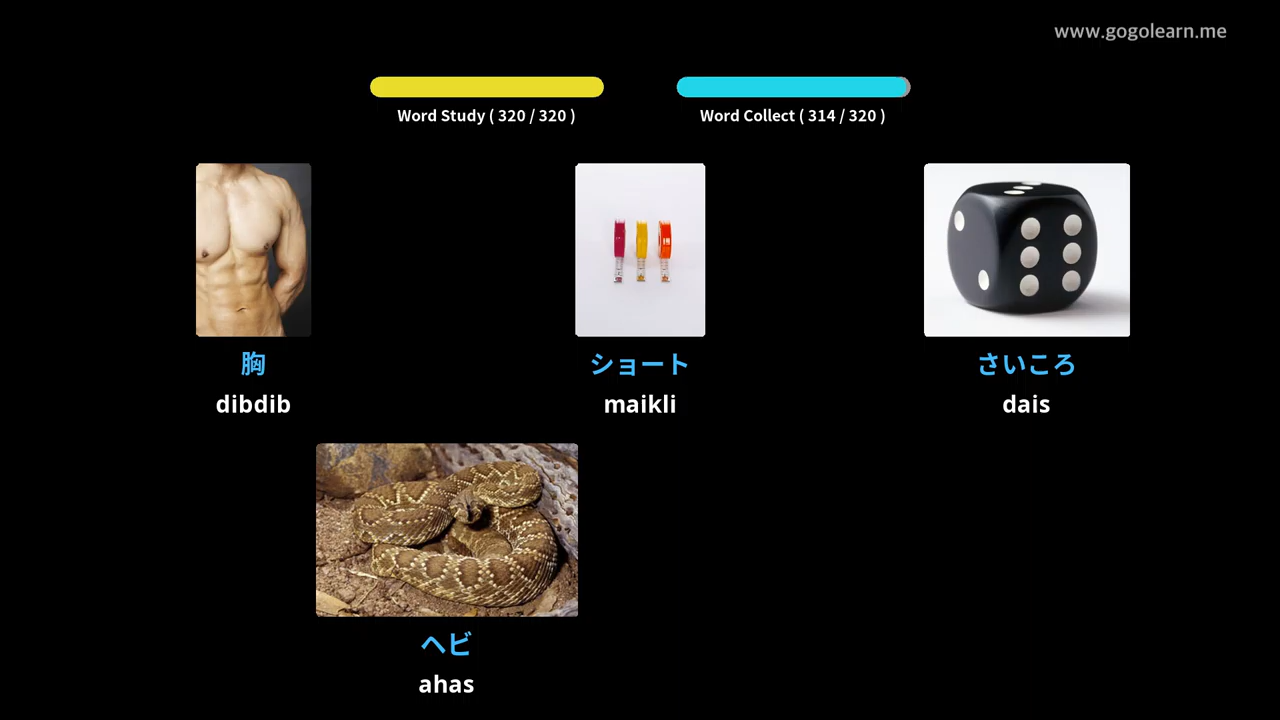 www.gogolearn.me
Word Study ( 320 / 320 )
Word Collect ( 314 / 320 )
胸
dibdib
ショート
maikli
さいころ
dais
ヘビ
ahas